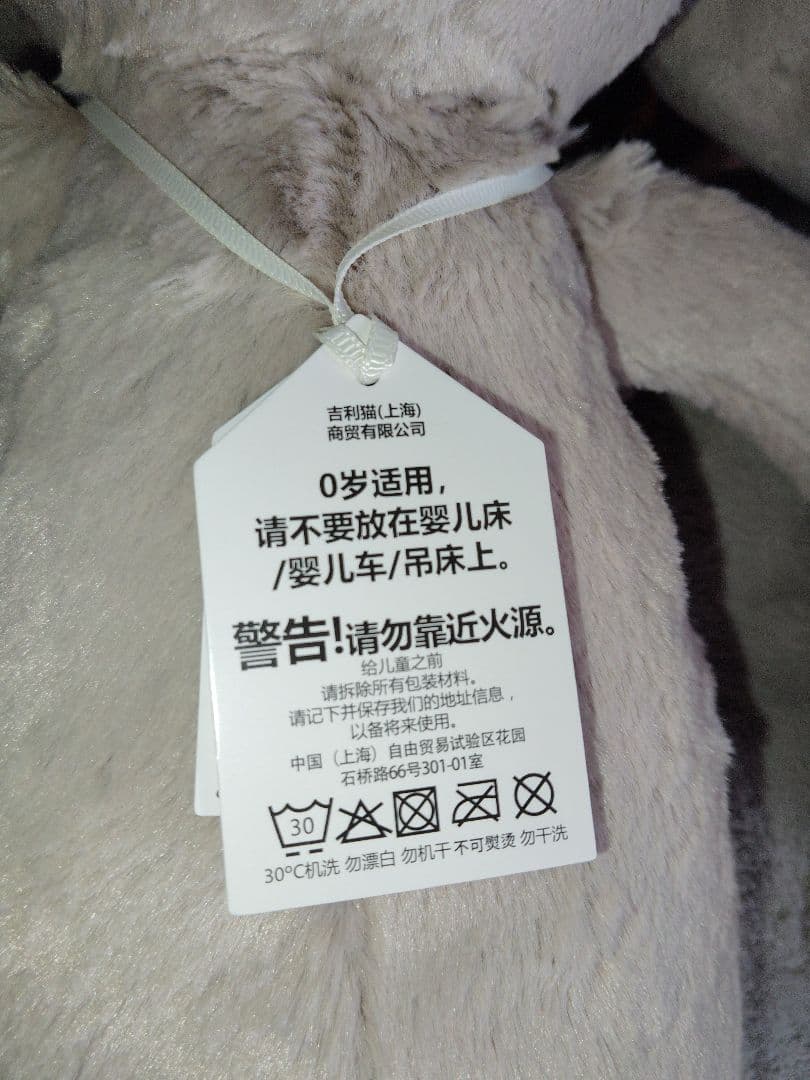 吉利猫(上海)
商贸有限公司
0岁适用，
请不要放在婴儿床
/婴儿车/吊床上。
警告!请勿靠近火源。
给儿童之前
请拆除所有包装材料。
请记下并保存我们的地址信息，
以备将来使用。
中国（上海）自由贸易试验区花园
石桥路66号301-01室
30
30°C机洗 勿漂白 勿机干 不可熨烫 勿干洗